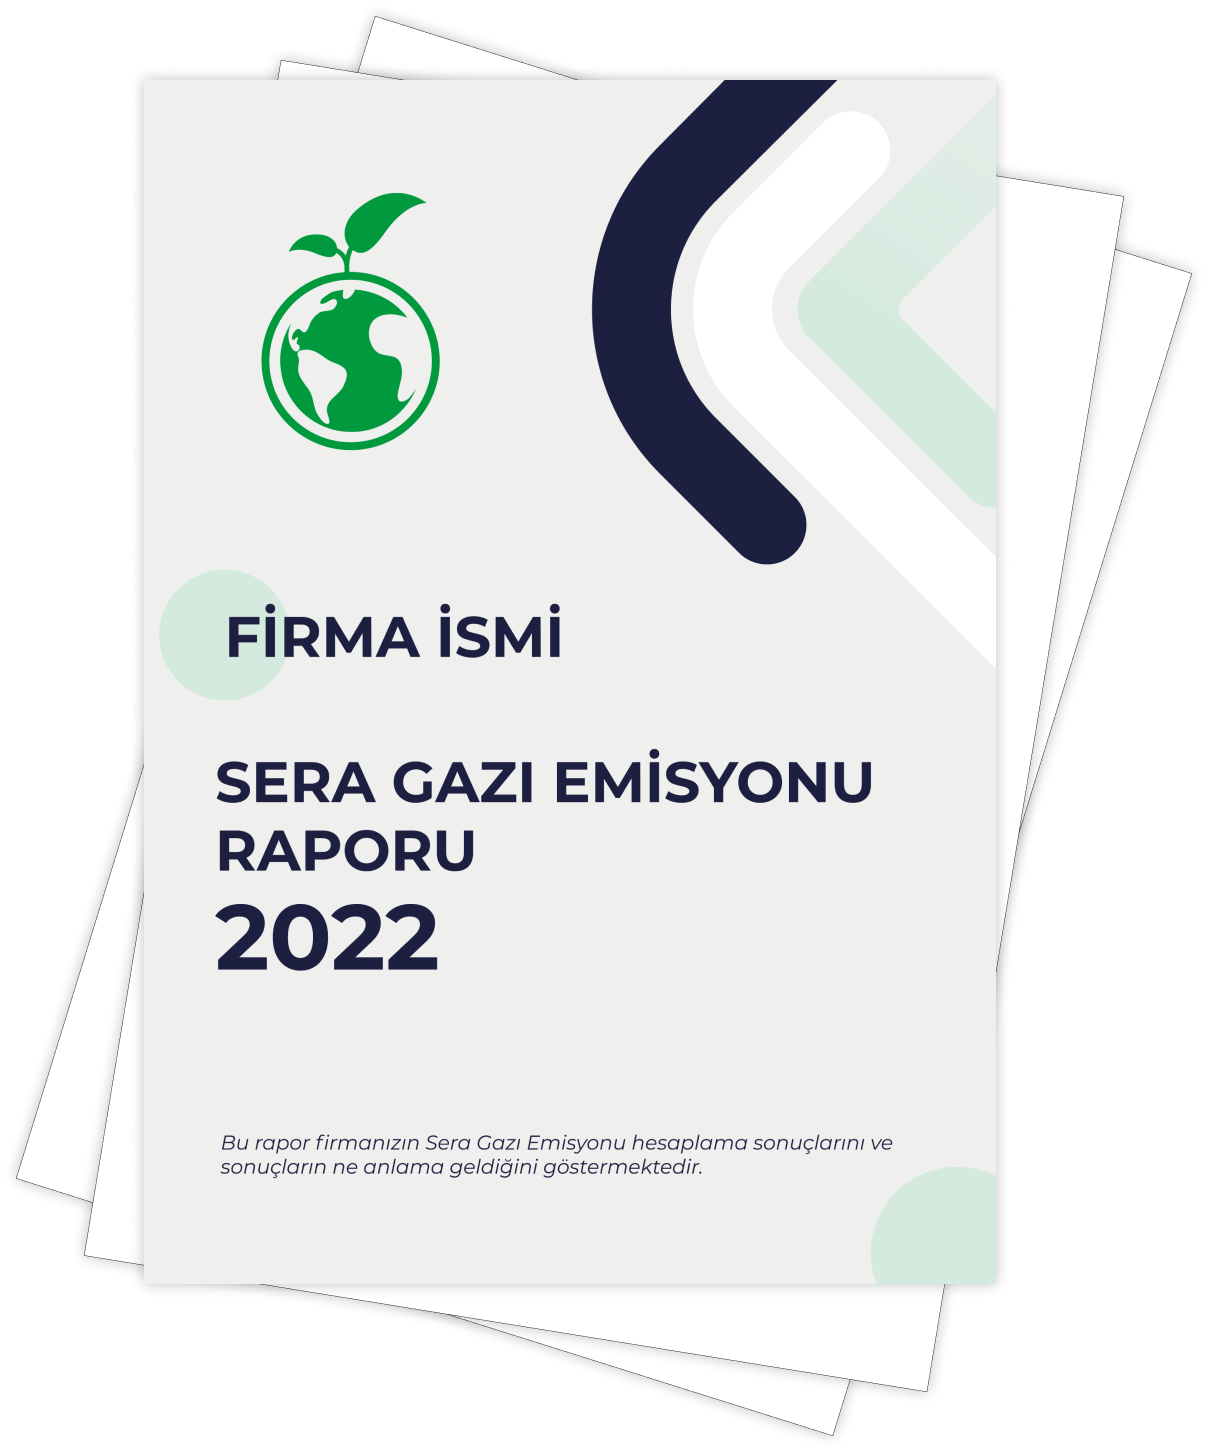 FİRMA İSMİ
SERA GAZI EMİSYONU
RAPORU
2022
Bu rapor firmanızın Sera Gazı Emisyonu hesaplama sonuçlarını ve
sonuçların ne anlama geldiğini göstermektedir.